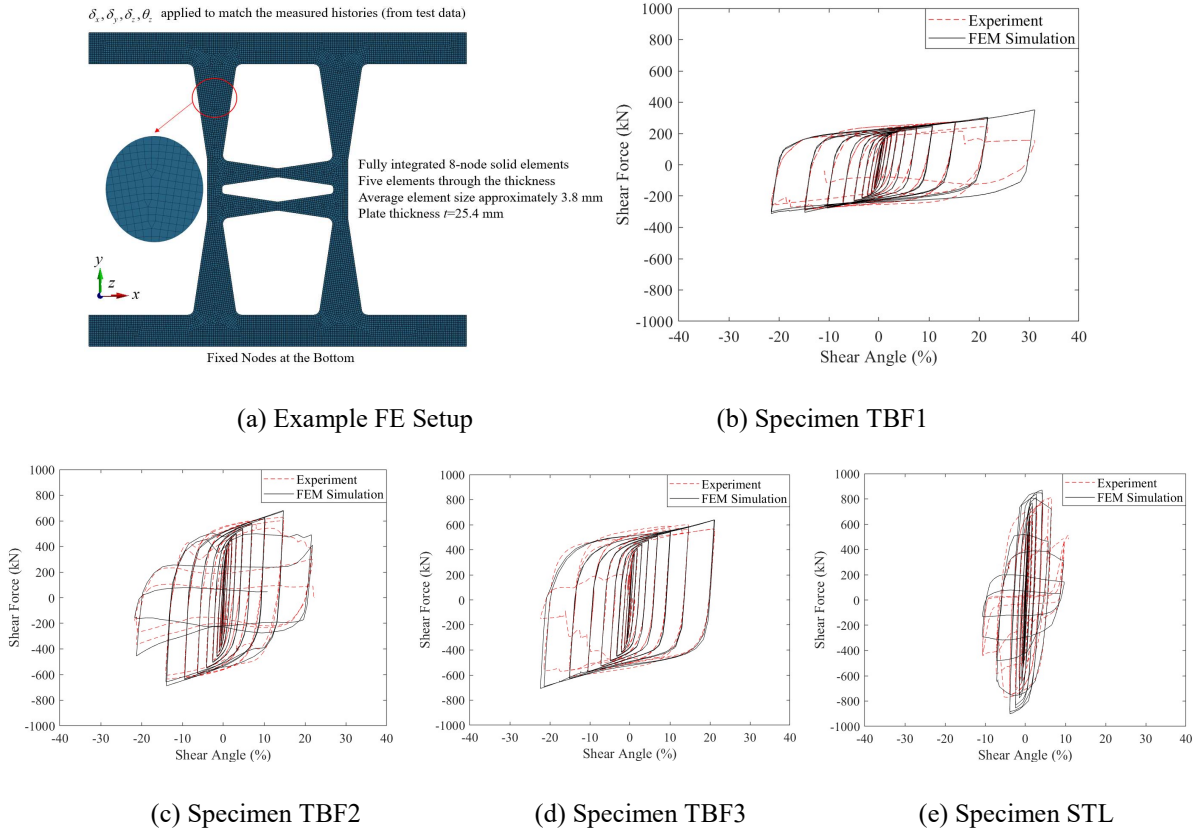 δx, δy, δz, θz applied to match the measured histories (from test data)
Fully integrated 8-node solid elements
Five elements through the thickness
Average element size approximately 3.8 mm
Plate thickness t=25.4 mm
y
z
x
Fixed Nodes at the Bottom
(a) Example FE Setup
Experiment
FEM Simulation
1000
800
600
400
200
0
-200
-400
-600
-800
-1000
Shear Force (kN)
-40 -30 -20 -10 0 10 20 30 40
Shear Angle (%)
(b) Specimen TBF1
Experiment
FEM Simulation
1000
800
600
400
200
0
-200
-400
-600
-800
-1000
Shear Force (kN)
-40 -30 -20 -10 0 10 20 30 40
Shear Angle (%)
(c) Specimen TBF2
Experiment
FEM Simulation
1000
800
600
400
200
0
-200
-400
-600
-800
-1000
Shear Force (kN)
-40 -30 -20 -10 0 10 20 30 40
Shear Angle (%)
(d) Specimen TBF3
Experiment
FEM Simulation
1000
800
600
400
200
0
-200
-400
-600
-800
-1000
Shear Force (kN)
-40 -30 -20 -10 0 10 20 30 40
Shear Angle (%)
(e) Specimen STL